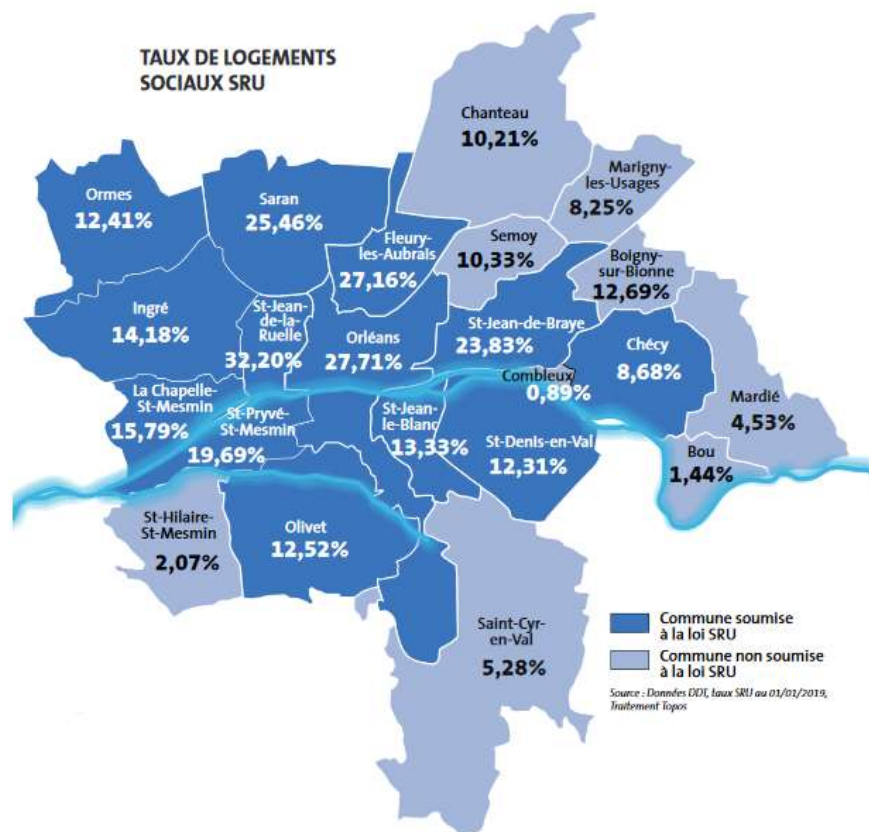 TAUX DE LOGEMENTS
SOCIAUX SRU
Chanteau
10,21%
Marigny-
les-Usages
8,25%
Ormes
12,41%
Saran
25,46%
Fleury-
les-Aubrais
27,16%
Semoy
10,33%
Boigny-
sur-Bionne
12,69%
Ingré
14,18%
St-Jean-
de-la-
Ruelle
32,20%
Orléans
27,71%
St-Jean-de-Braye
23,83%
Chécy
8,68%
Combleux
0,89%
Mardié
4,53%
La Chapelle-
St-Mesmin
15,79%
St-Pryvé-
St-Mesmin
19,69%
St-Jean-
le-Blanc
13,33%
St-Denis-en-Val
12,31%
Bou
1,44%
St-Hilaire-
St-Mesmin
2,07%
Olivet
12,52%
Saint-Cyr-
en-Val
5,28%
Commune soumise
à la loi SRU
Commune non soumise
à la loi SRU
Source : Données DDT, taux SRU au 01/01/2019,
Traitement Topos